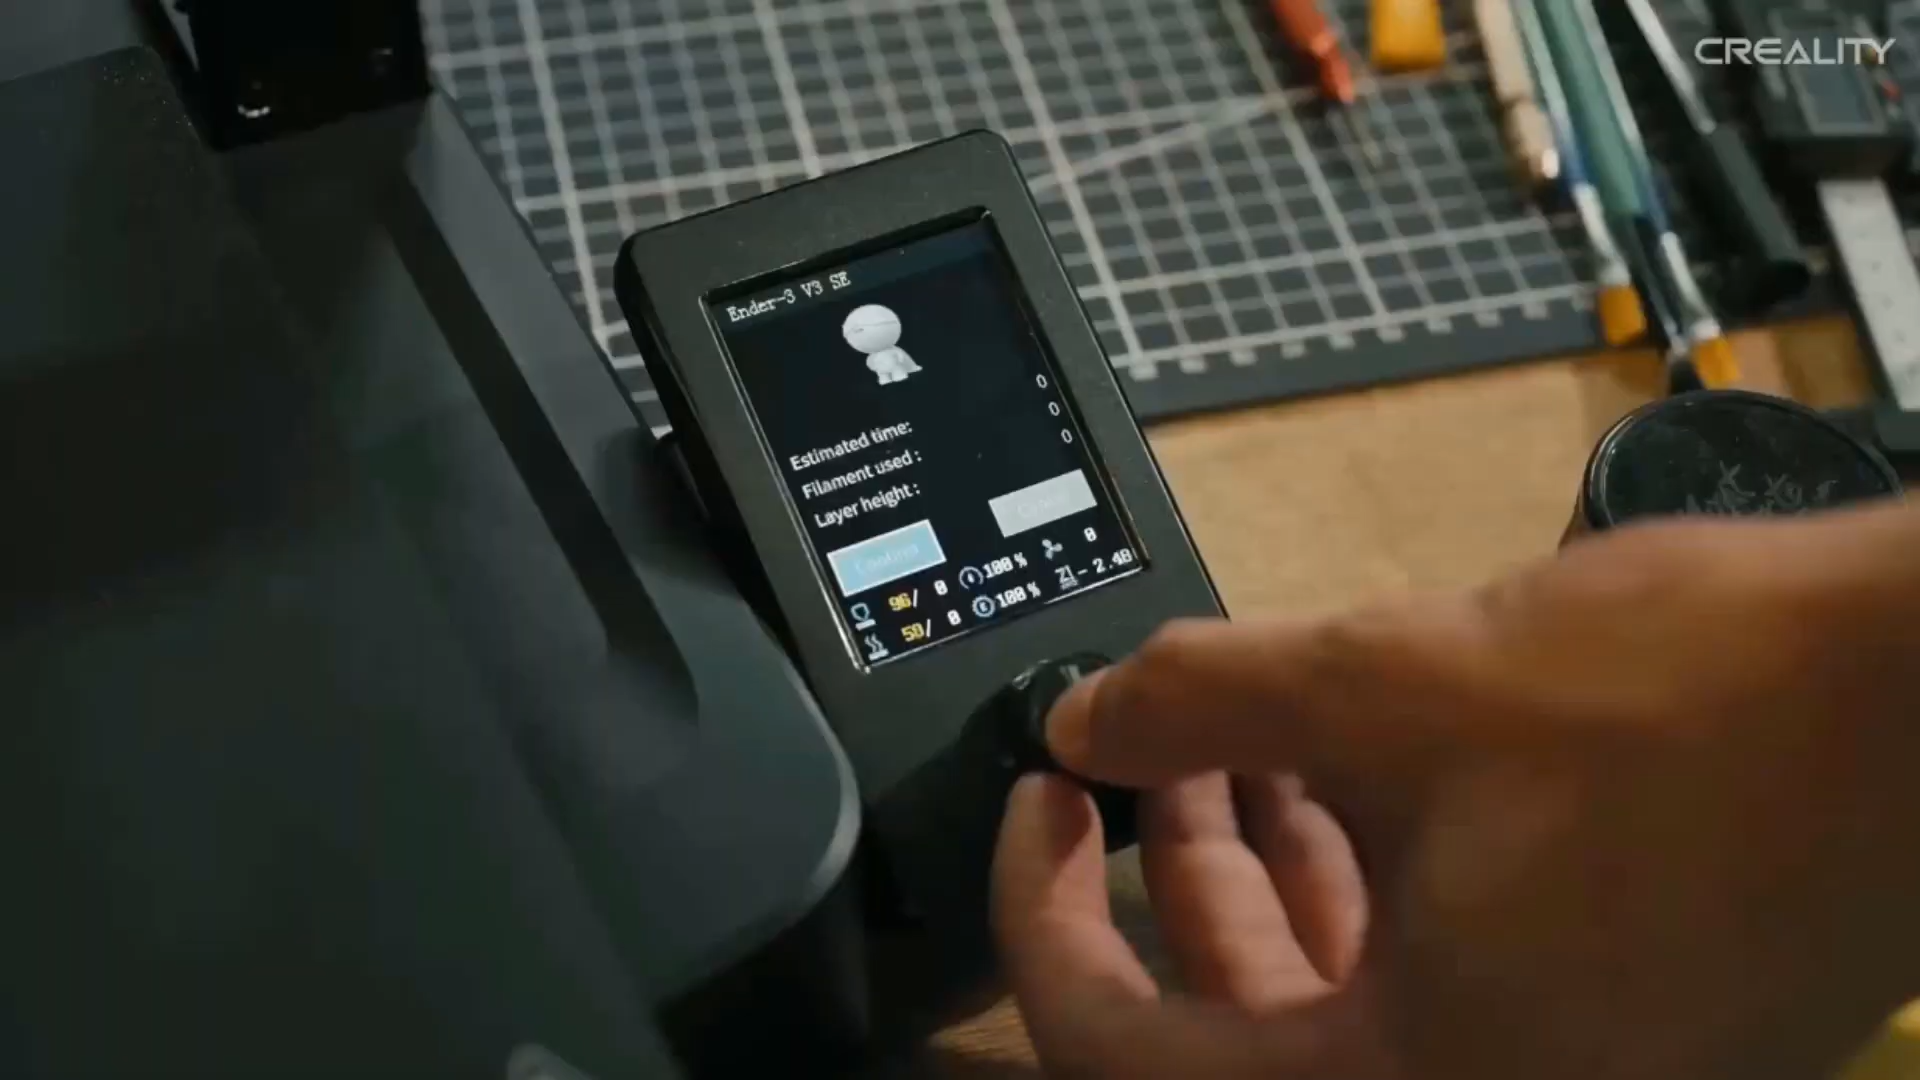 CREALITY
Ender-3 V3 SE
Estimated time: 0
Filament used : 0
Layer height : 0
Confirm
96/ 0 100 % 0
50/ 0 100 % Z -2.48